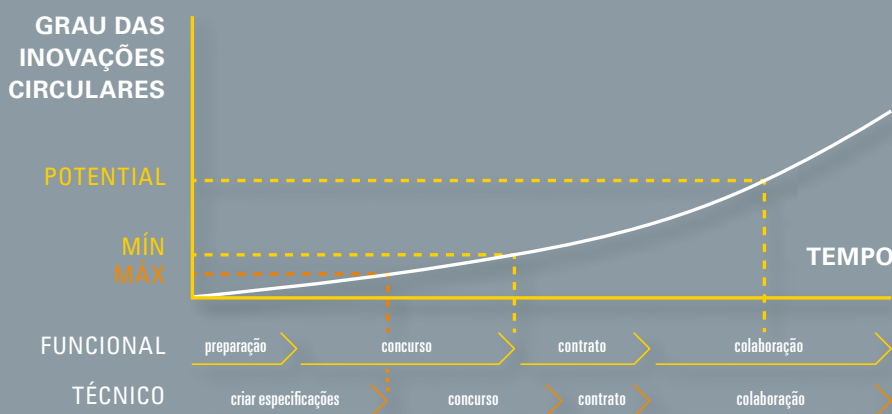 GRAU DAS
INOVAÇÕES
CIRCULARES
POTENTIAL
MÍN
MÁX
TEMPO
FUNCIONAL preparação concurso contrato colaboração
TÉCNICO criar especificações concurso contrato colaboração